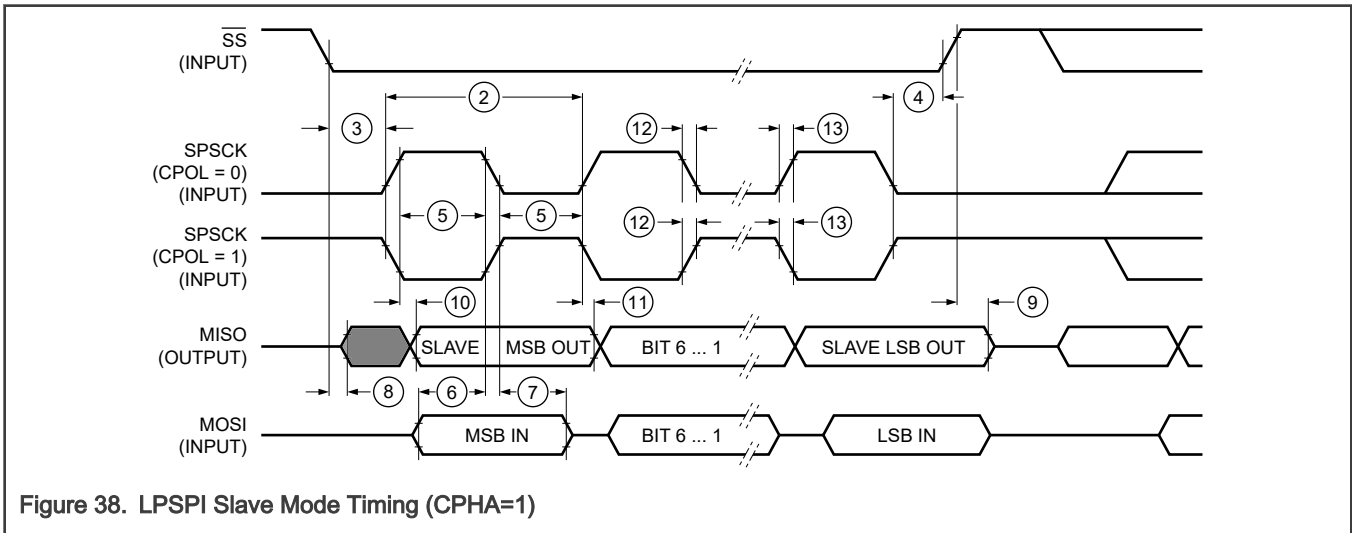 SS
(INPUT)
2
3
4
12
13
SPSCK
(CPOL = 0)
(INPUT)
5
5
12
13
SPSCK
(CPOL = 1)
(INPUT)
10
11
9
MISO
(OUTPUT)
SLAVE MSB OUT
BIT 6 ... 1
SLAVE LSB OUT
8
6
7
MOSI
(INPUT)
MSB IN
BIT 6 ... 1
LSB IN
Figure 38. LPSPI Slave Mode Timing (CPHA=1)